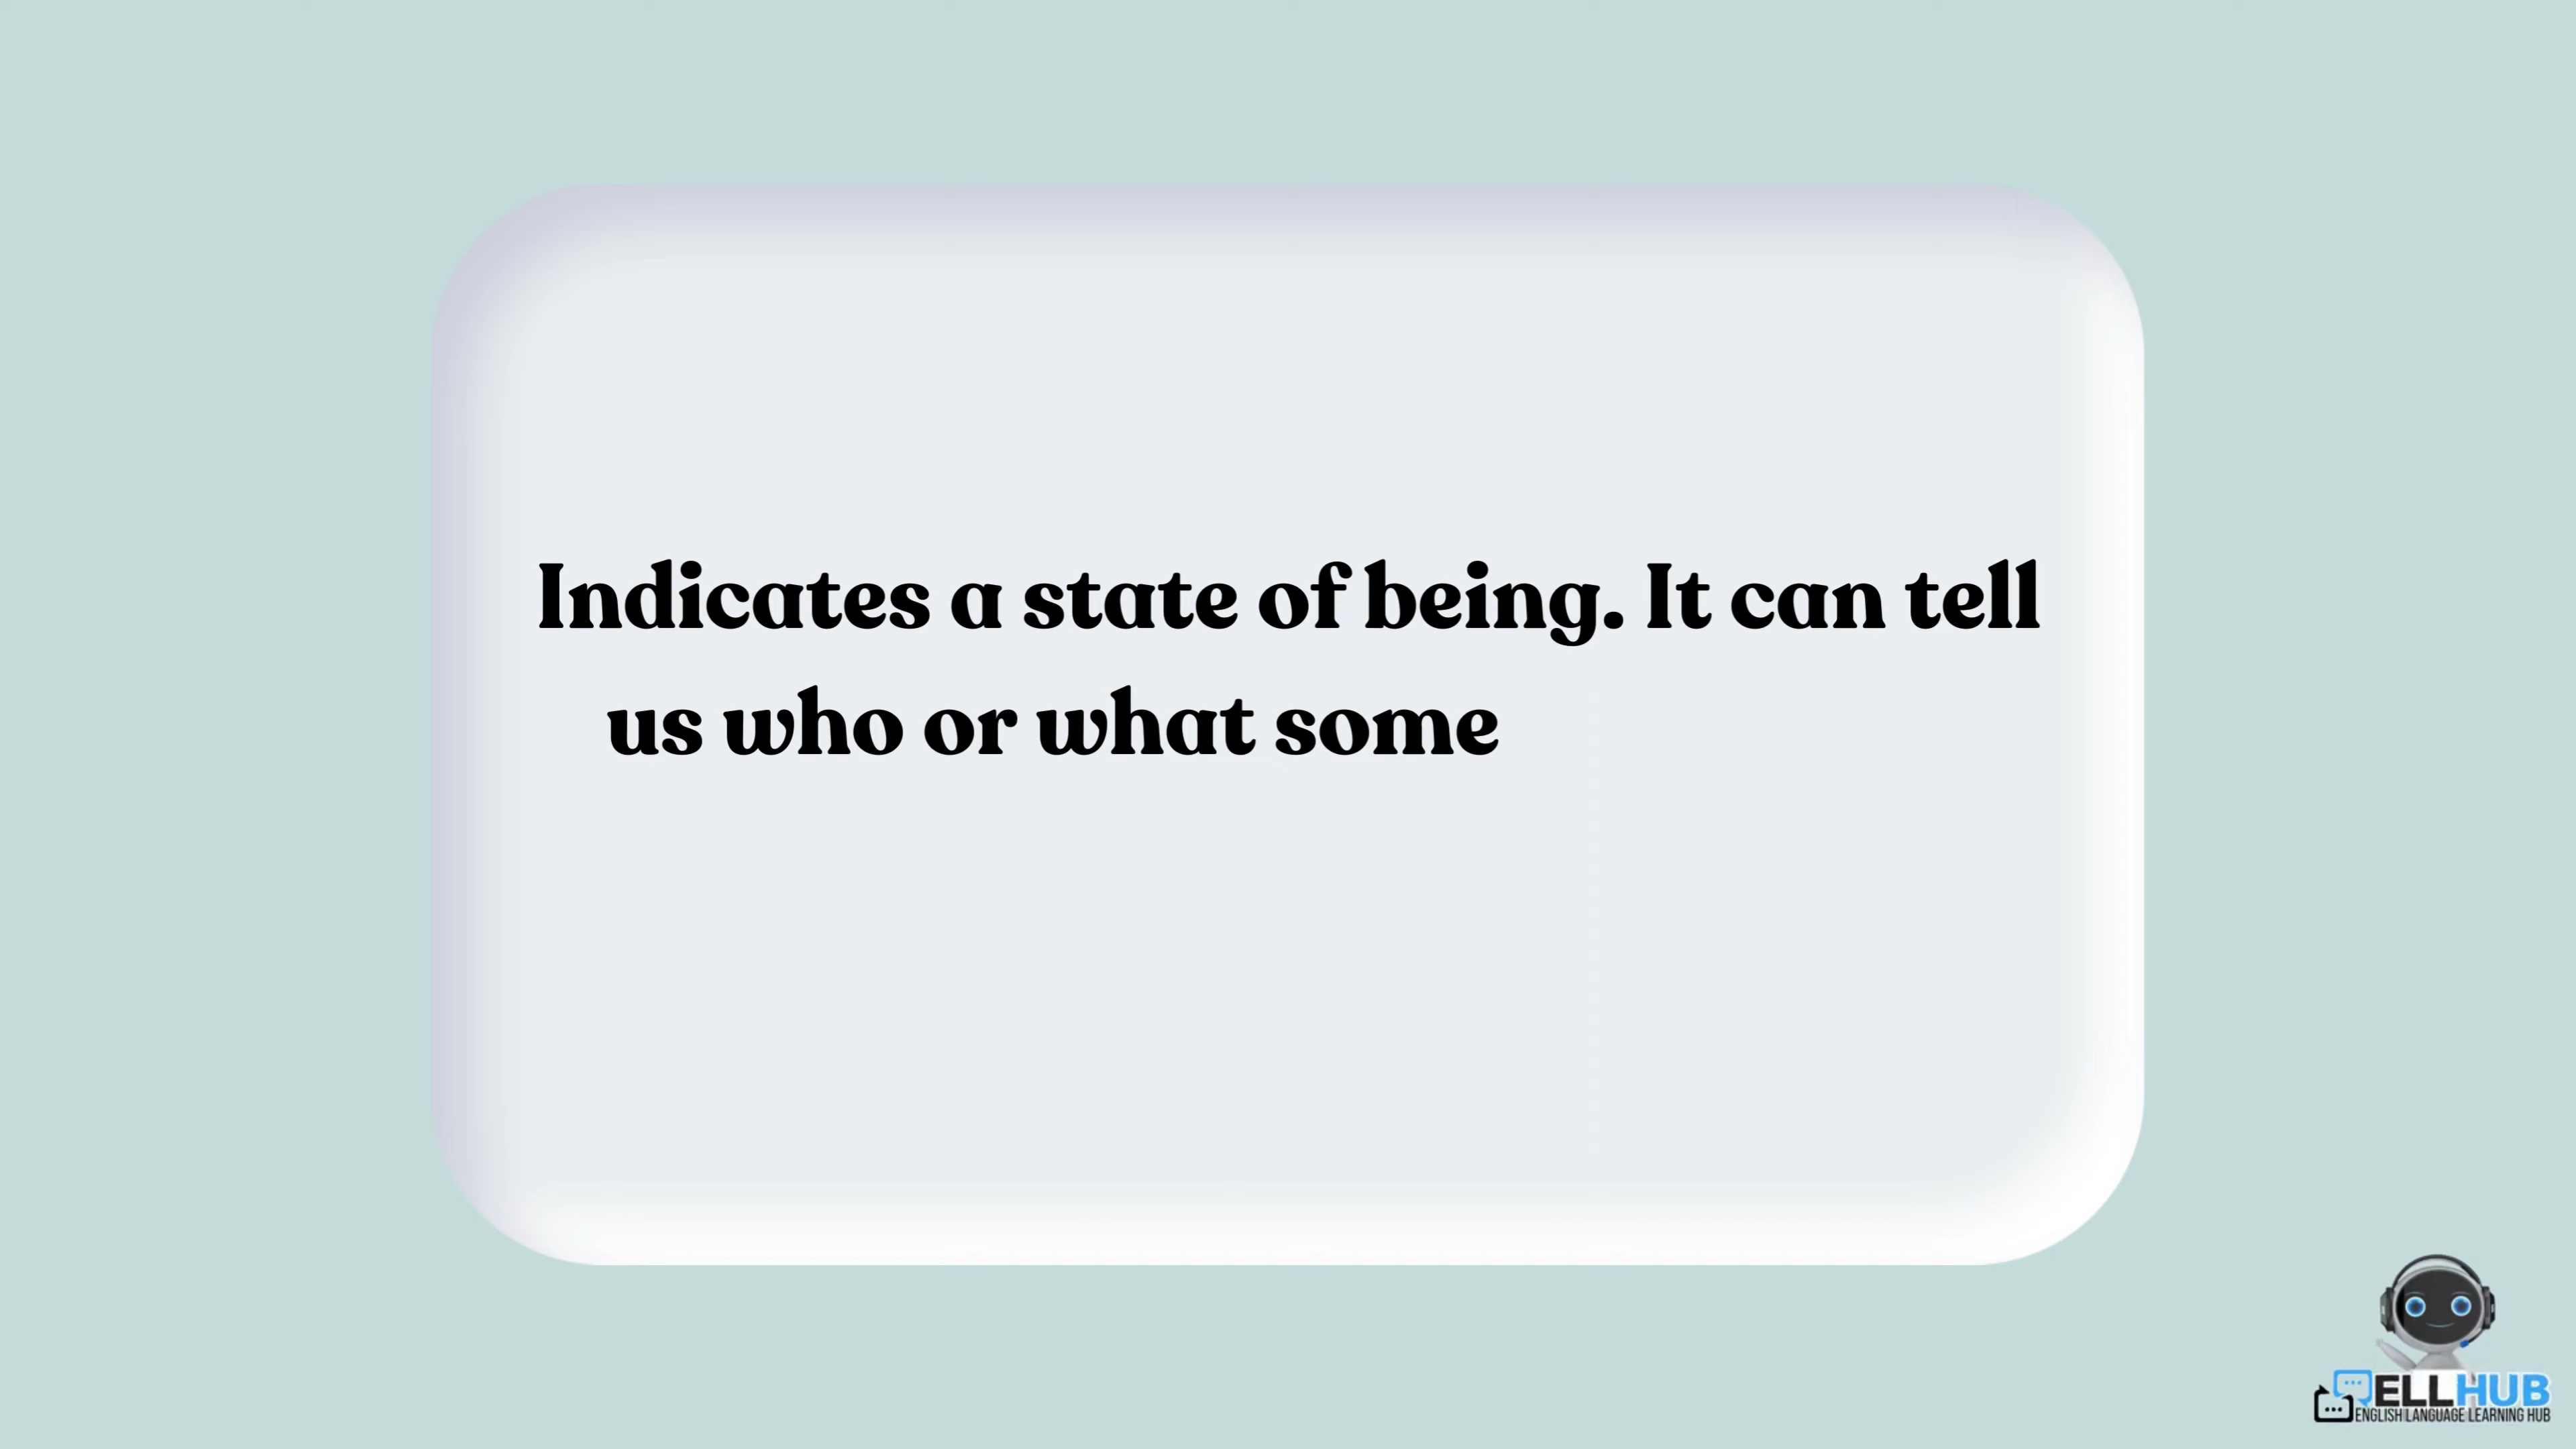 Indicates a state of being. It can tell
us who or what some
ELLHUB
ENGLISH LANGUAGE LEARNING HUB